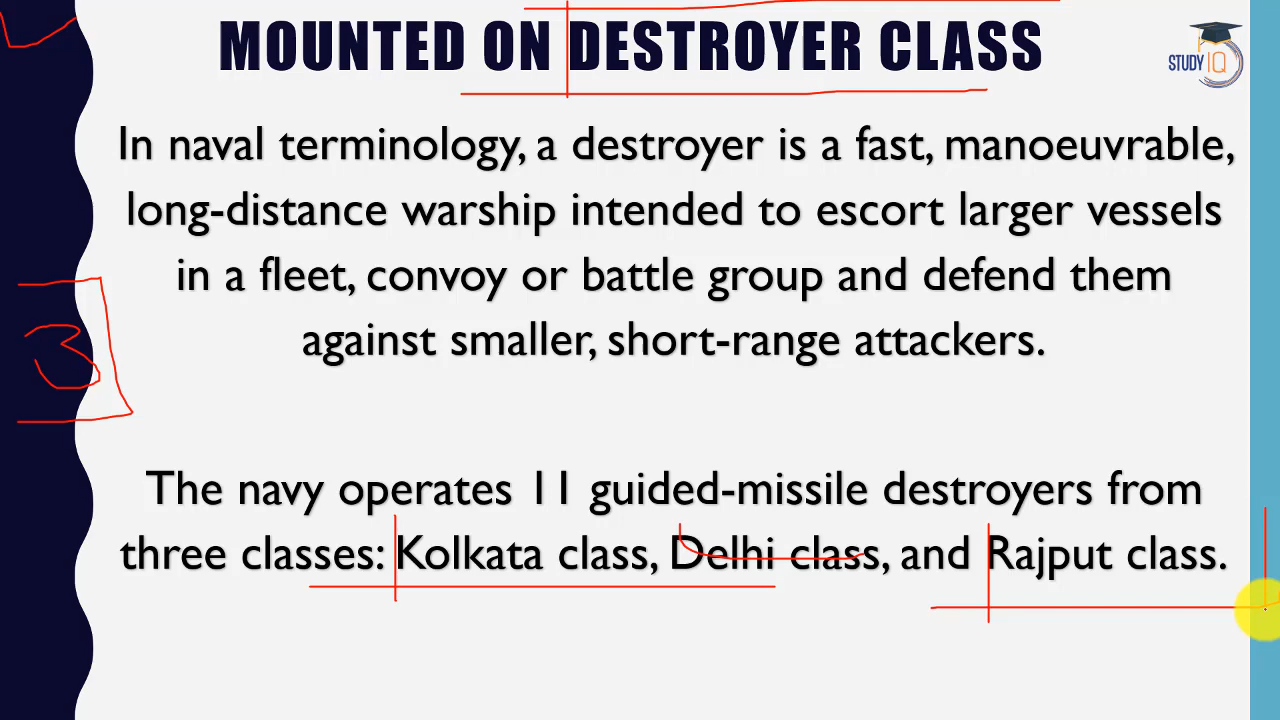 MOUNTED ON DESTROYER CLASS
STUDY IQ
In naval terminology, a destroyer is a fast, manoeuvrable,
long-distance warship intended to escort larger vessels
in a fleet, convoy or battle group and defend them
against smaller, short-range attackers.
3
The navy operates 11 guided-missile destroyers from
three classes: Kolkata class, Delhi class, and Rajput class.